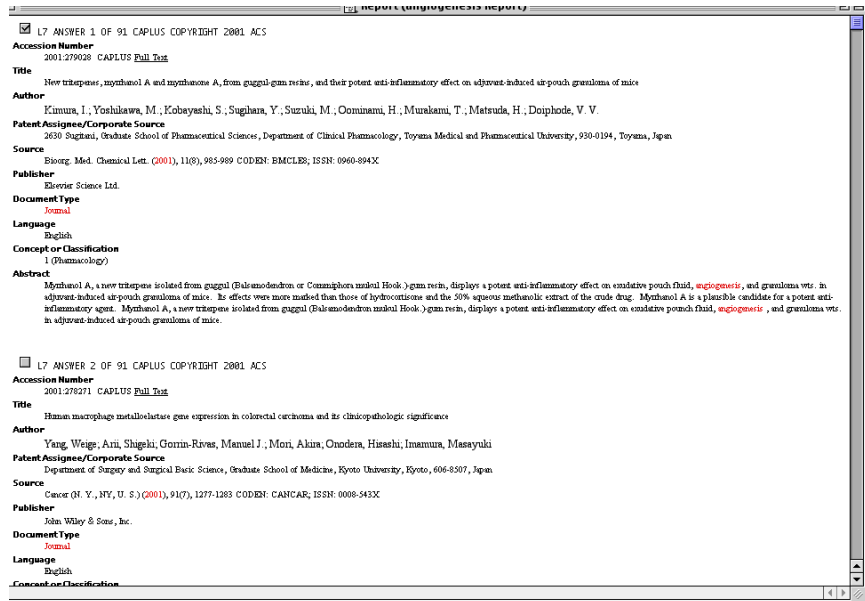 Report (angiogenesis Report)
L7 ANSWER 1 OF 91 CAPLUS COPYRIGHT 2001 ACS
Accession Number
2001:279028 CAPLUS Full Text
Title
New triterpenes, myrrhanol A and myrrhanone A, from guggul-gum resins, and their potent anti-inflammatory effect on adjuvant-induced air-pouch granuloma of mice
Author
Kimura, I.; Yoshikawa, M.; Kobayashi, S.; Sugihara, Y.; Suzuki, M.; Oominami, H.; Murakami, T.; Matsuda, H.; Doiphode, V. V.
Patent Assignee/Corporate Source
2630 Sugitani, Graduate School of Pharmaceutical Sciences, Department of Clinical Pharmacology, Toyama Medical and Pharmaceutical University, 930-0194, Toyama, Japan
Source
Bioorg. Med. Chemical Lett. (2001), 11(8), 985-989 CODEN: BMCLE8; ISSN: 0960-894X
Publisher
Elsevier Science Ltd.
Document Type
Journal
Language
English
Concept or Classification
1 (Pharmacology)
Abstract
Myrrhanol A, a new triterpene isolated from guggul (Balsamodendron or Commiphora mukul Hook.)-gum resin, displays a potent anti-inflammatory effect on exudative pouch fluid, angiogenesis, and granuloma wts. in
adjuvant-induced air-pouch granuloma of mice. Its effects were more marked than those of hydrocortisone and the 50% aqueous methanolic extract of the crude drug. Myrrhanol A is a plausible candidate for a potent anti-
inflammatory agent. Myrrhanol A, a new triterpene isolated from guggul (Balsamodendron mukul Hook.)-gum resin, displays a potent anti-inflammatory effect on exudative pounch fluid, angiogenesis , and granuloma wts.
in adjuvant-induced air-pouch granuloma of mice.
L7 ANSWER 2 OF 91 CAPLUS COPYRIGHT 2001 ACS
Accession Number
2001:278271 CAPLUS Full Text
Title
Human macrophage metalloelastase gene expression in colorectal carcinoma and its clinicopathologic significance
Author
Yang, Weige; Arii, Shigeki; Gorrin-Rivas, Manuel J.; Mori, Akira; Onodera, Hisashi; Imamura, Masayuki
Patent Assignee/Corporate Source
Department of Surgery and Surgical Basic Science, Graduate School of Medicine, Kyoto University, Kyoto, 606-8507, Japan
Source
Cancer (N. Y., NY, U. S.) (2001), 91(7), 1277-1283 CODEN: CANCAR; ISSN: 0008-543X
Publisher
John Wiley & Sons, Inc.
Document Type
Journal
Language
English
Concept or Classification